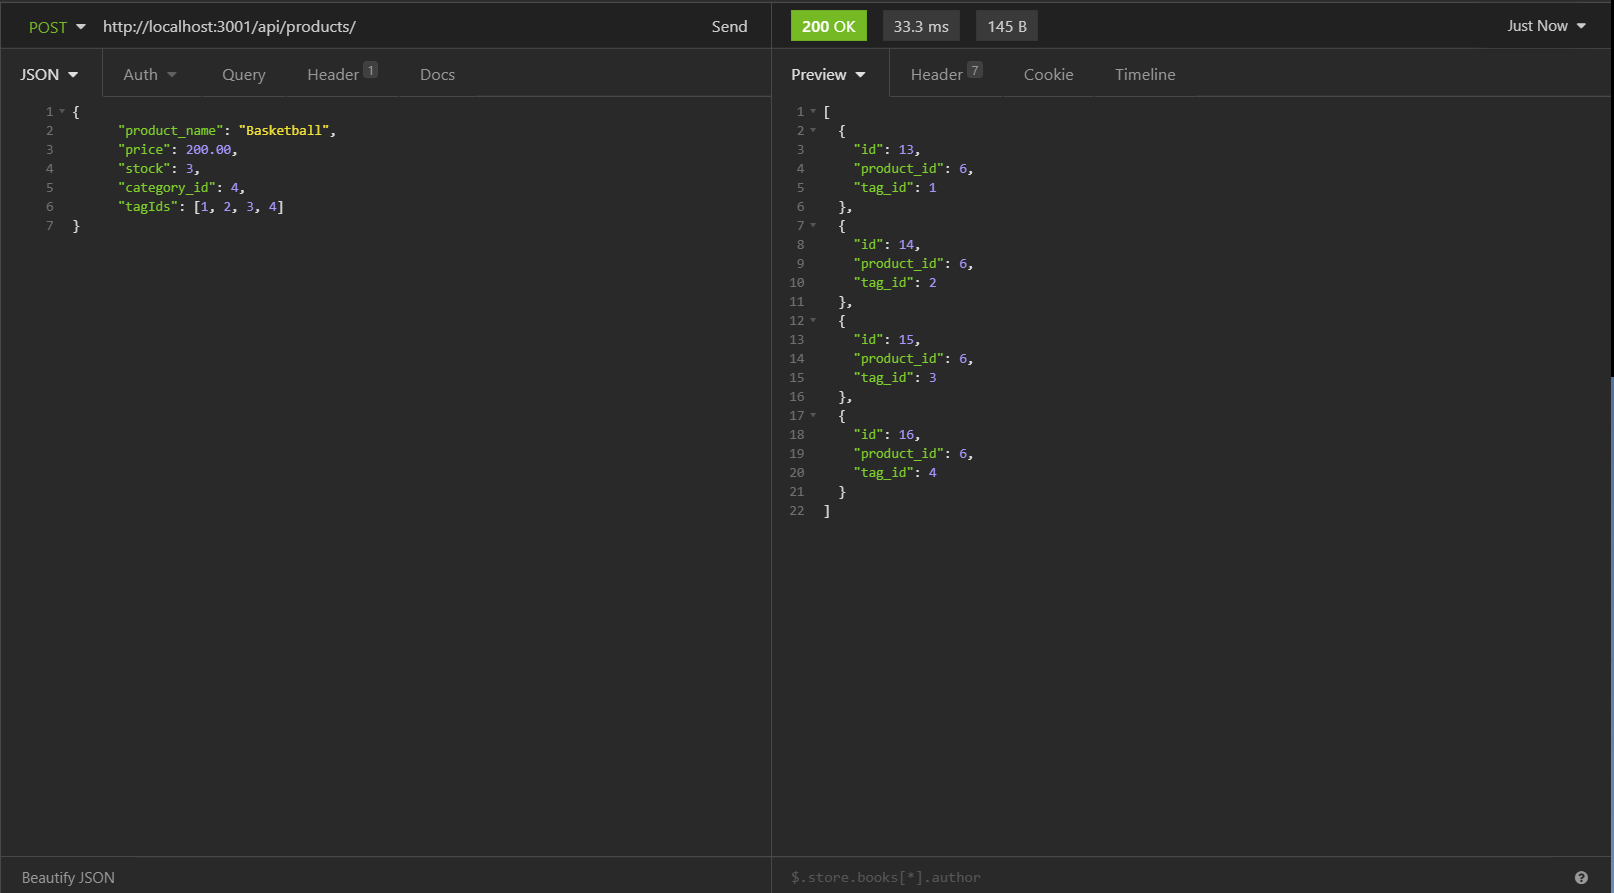 POST http://localhost:3001/api/products/ Send
200 OK 33.3 ms 145 B Just Now
JSON Auth Query Header 1 Docs
Preview Header 7 Cookie Timeline
1 {
2 "product_name": "Basketball",
3 "price": 200.00,
4 "stock": 3,
5 "category_id": 4,
6 "tagIds": [1, 2, 3, 4]
7 }
1 [
2 {
3 "id": 13,
4 "product_id": 6,
5 "tag_id": 1
6 },
7 {
8 "id": 14,
9 "product_id": 6,
10 "tag_id": 2
11 },
12 {
13 "id": 15,
14 "product_id": 6,
15 "tag_id": 3
16 },
17 {
18 "id": 16,
19 "product_id": 6,
20 "tag_id": 4
21 }
22 ]
Beautify JSON
$.store.books[*].author ?